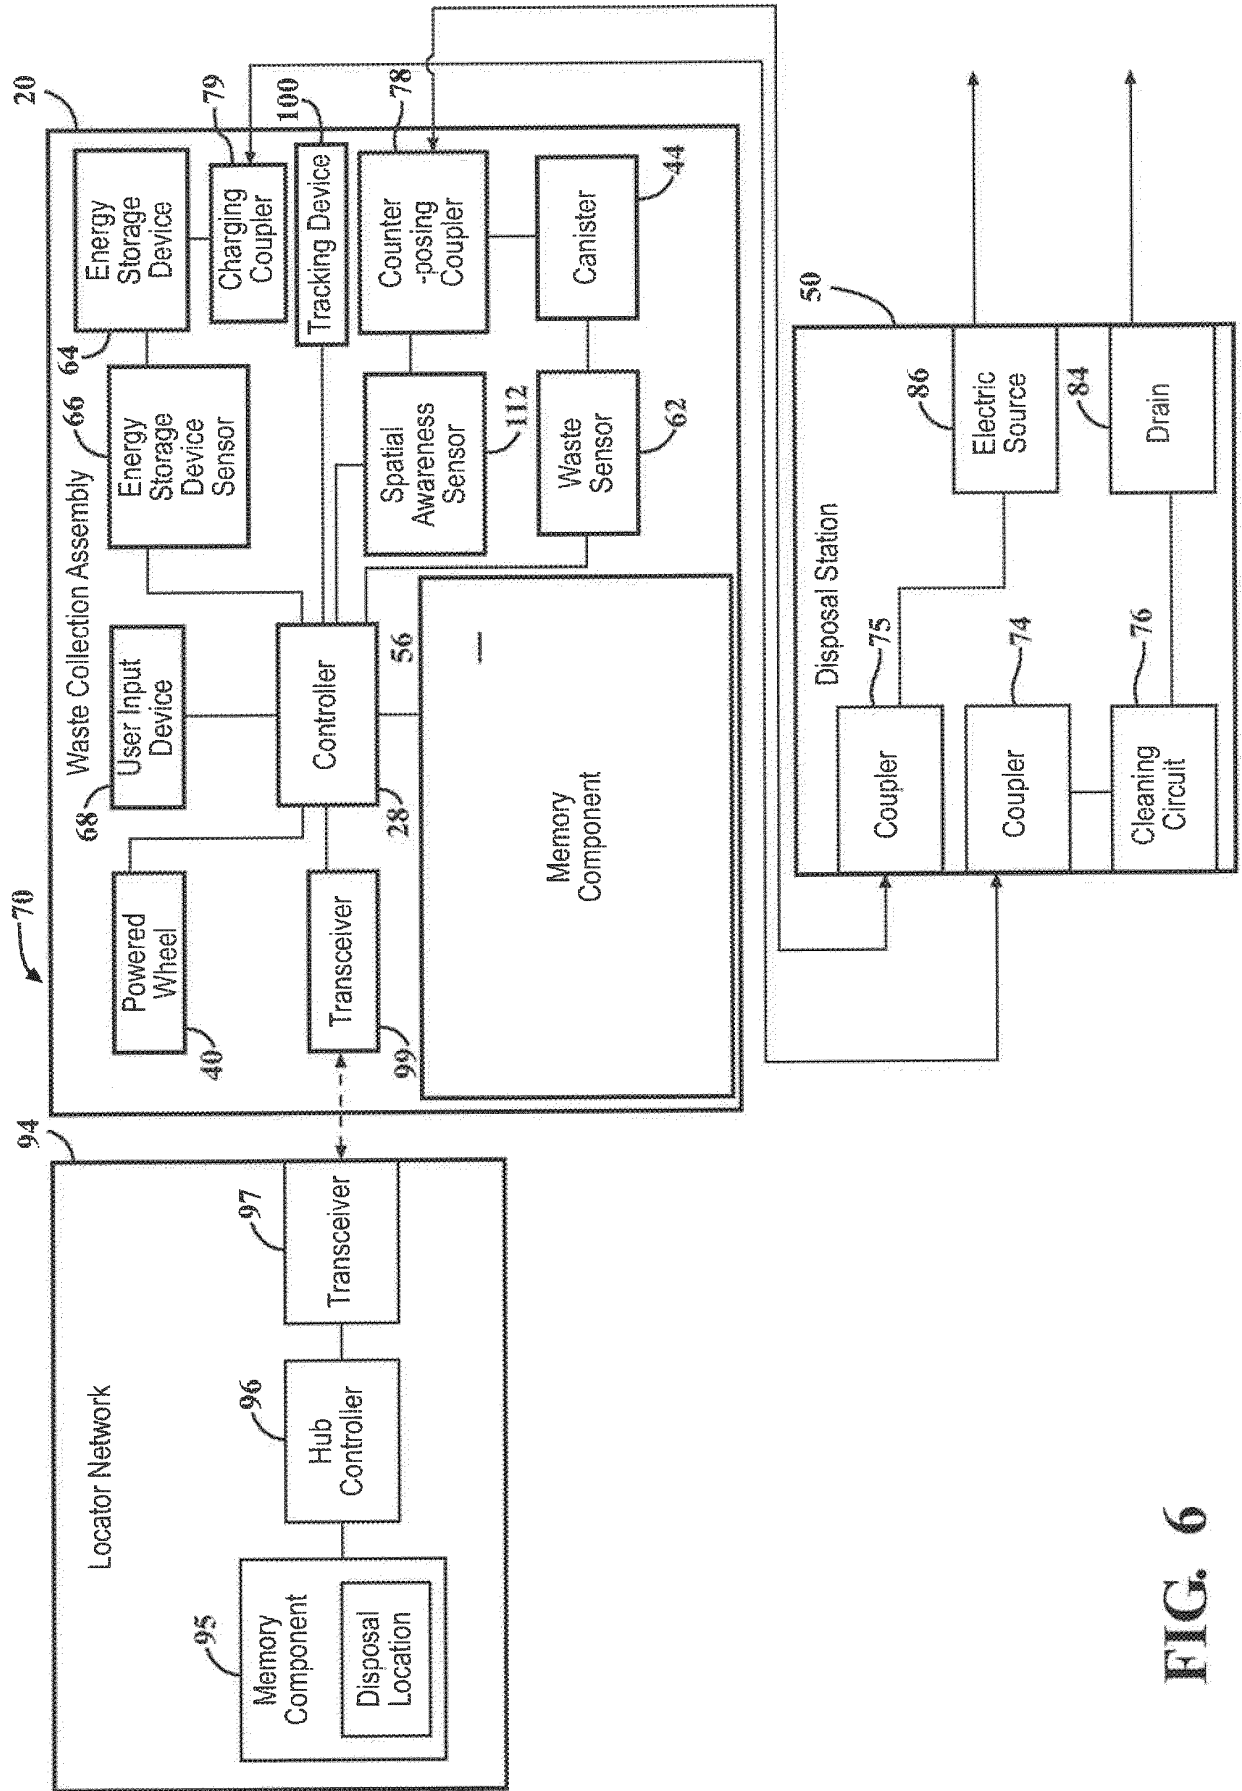 70
94
Locator Network
95
Memory
Component
Disposal
Location
96
Hub
Controller
97
Transceiver
20
Waste Collection Assembly
40
Powered
Wheel
68
User Input
Device
66
Energy
Storage
Device
Sensor
64
Energy
Storage
Device
79
Charging
Coupler
100
Tracking Device
99
Transceiver
28
Controller
56
112
Spatial
Awareness
Sensor
78
Counter
-posing
Coupler
62
Waste
Sensor
44
Canister
Memory
Component
50
Disposal Station
75
Coupler
74
Coupler
76
Cleaning
Circuit
86
Electric
Source
84
Drain
FIG. 6